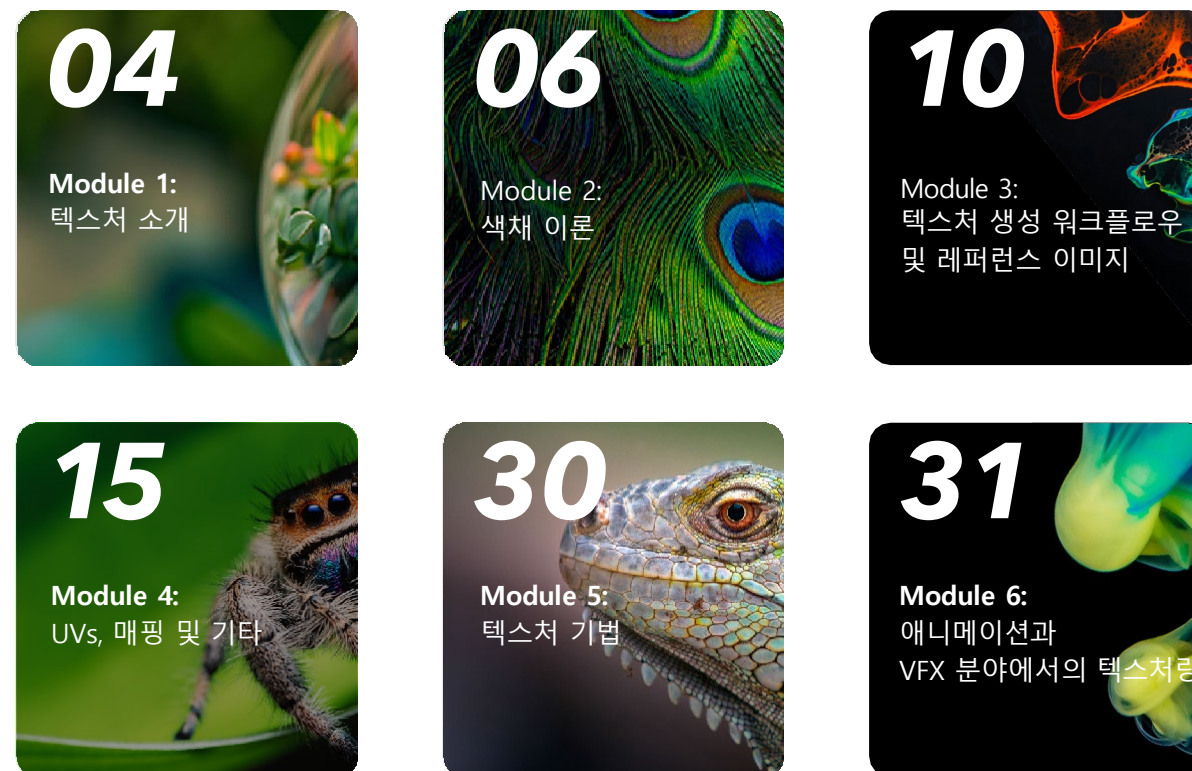 04
Module 1:
텍스처 소개
06
Module 2:
색채 이론
10
Module 3:
텍스처 생성 워크플로우
및 레퍼런스 이미지
15
Module 4:
UVs, 매핑 및 기타
30
Module 5:
텍스처 기법
31
Module 6:
애니메이션과
VFX 분야에서의 텍스처링